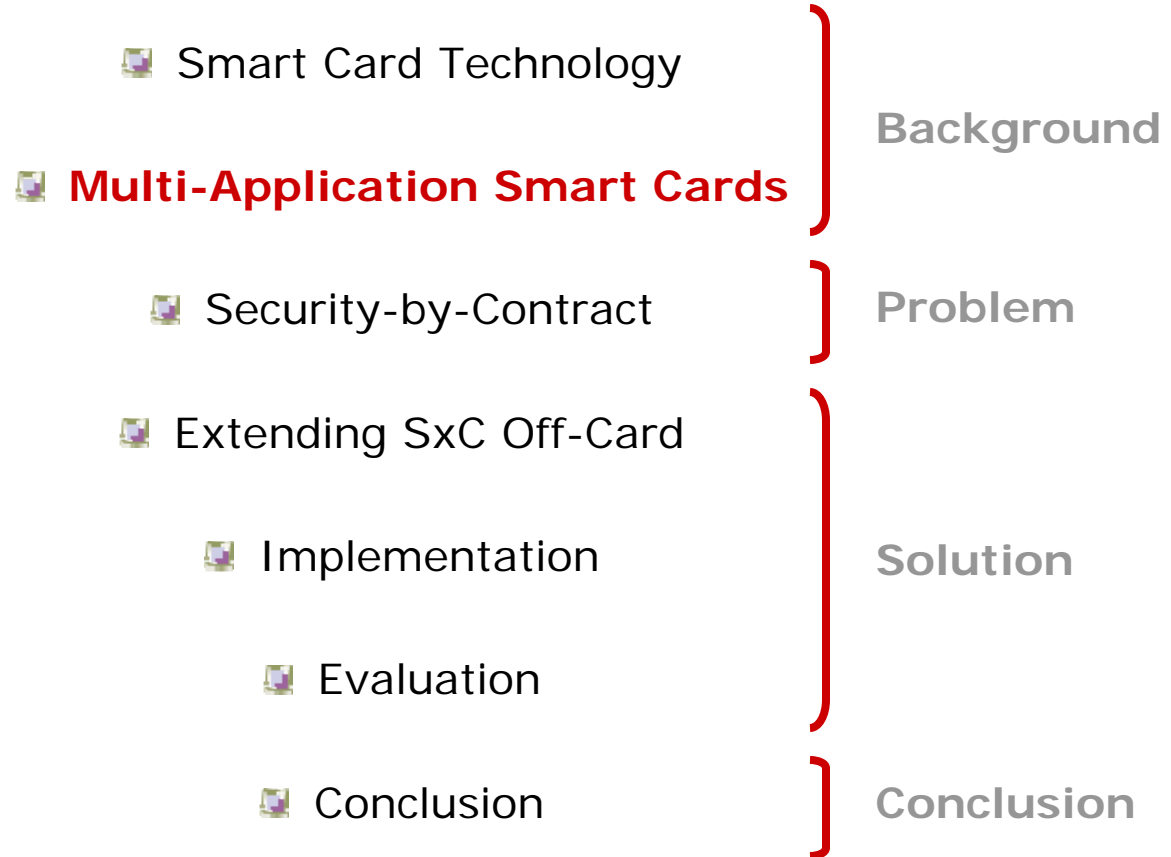 Smart Card Technology
Background
Multi-Application Smart Cards
Security-by-Contract
Problem
Extending SxC Off-Card
Implementation
Solution
Evaluation
Conclusion
Conclusion